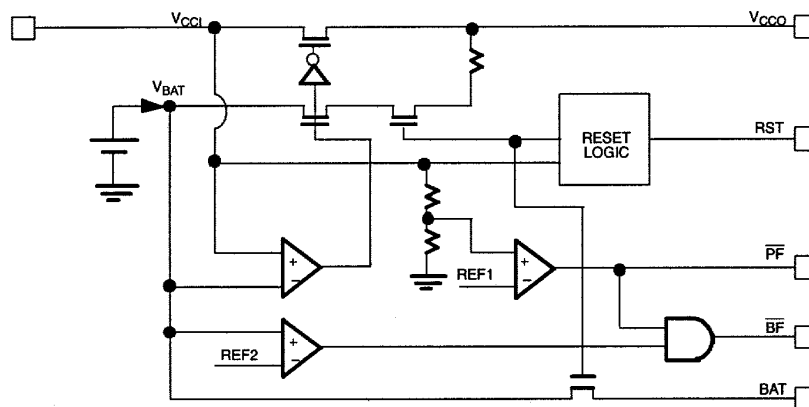 VCCI
VCCO
VBAT
RESET
LOGIC
RST
+
−
REF1
+
−
PF
REF2
+
−
BF
BAT